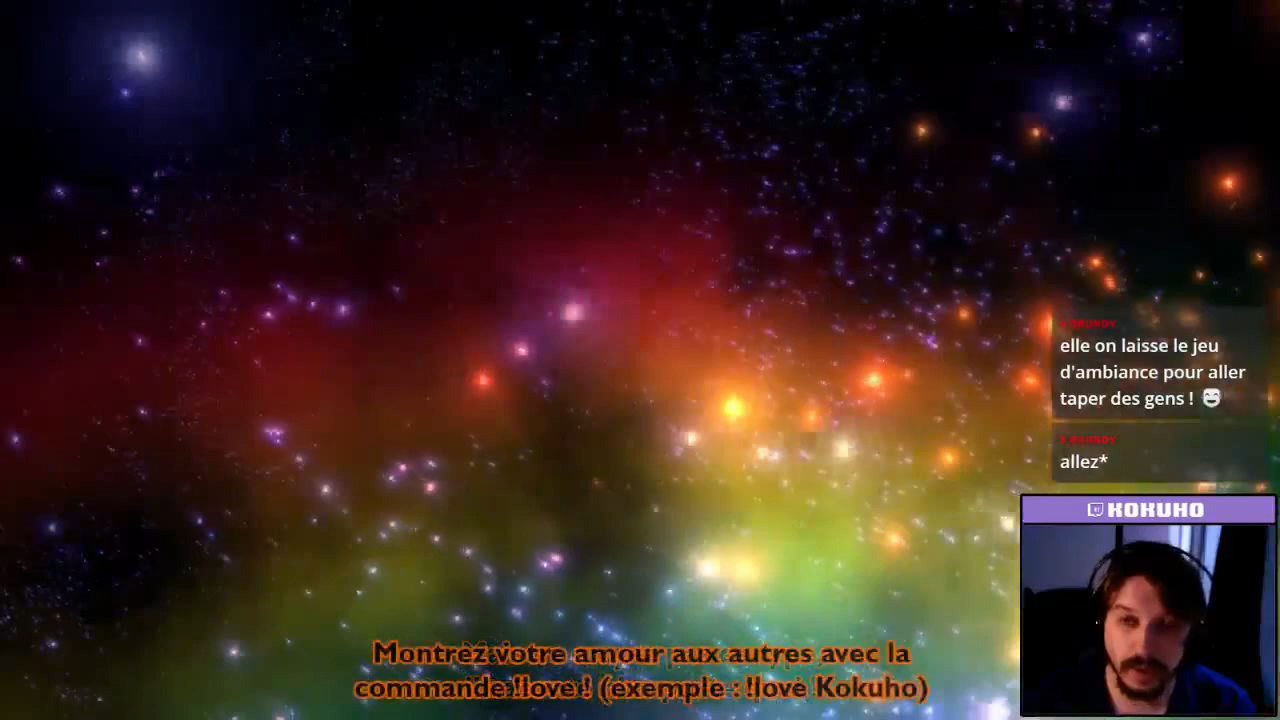 elle on laisse le jeu
d'ambiance pour aller
taper des gens !
allez*
KOKUHO
Montrez votre amour aux autres avec la
commande !love ! (exemple : !love Kokuho)